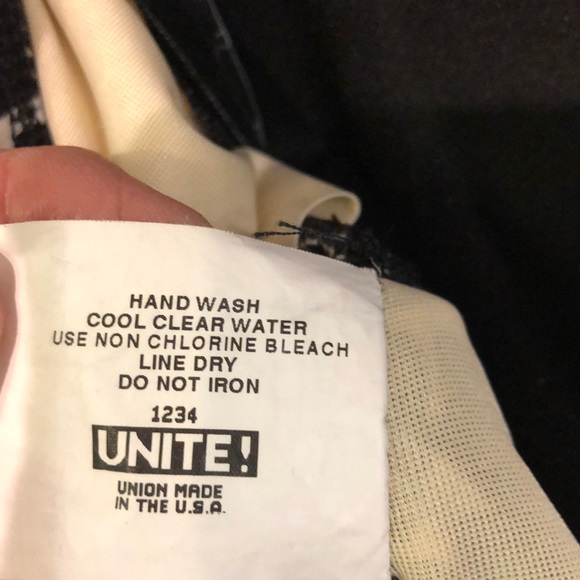 HAND WASH
COOL CLEAR WATER
USE NON CHLORINE BLEACH
LINE DRY
DO NOT IRON
1234
UNITE!
UNION MADE
IN THE U.S.A.